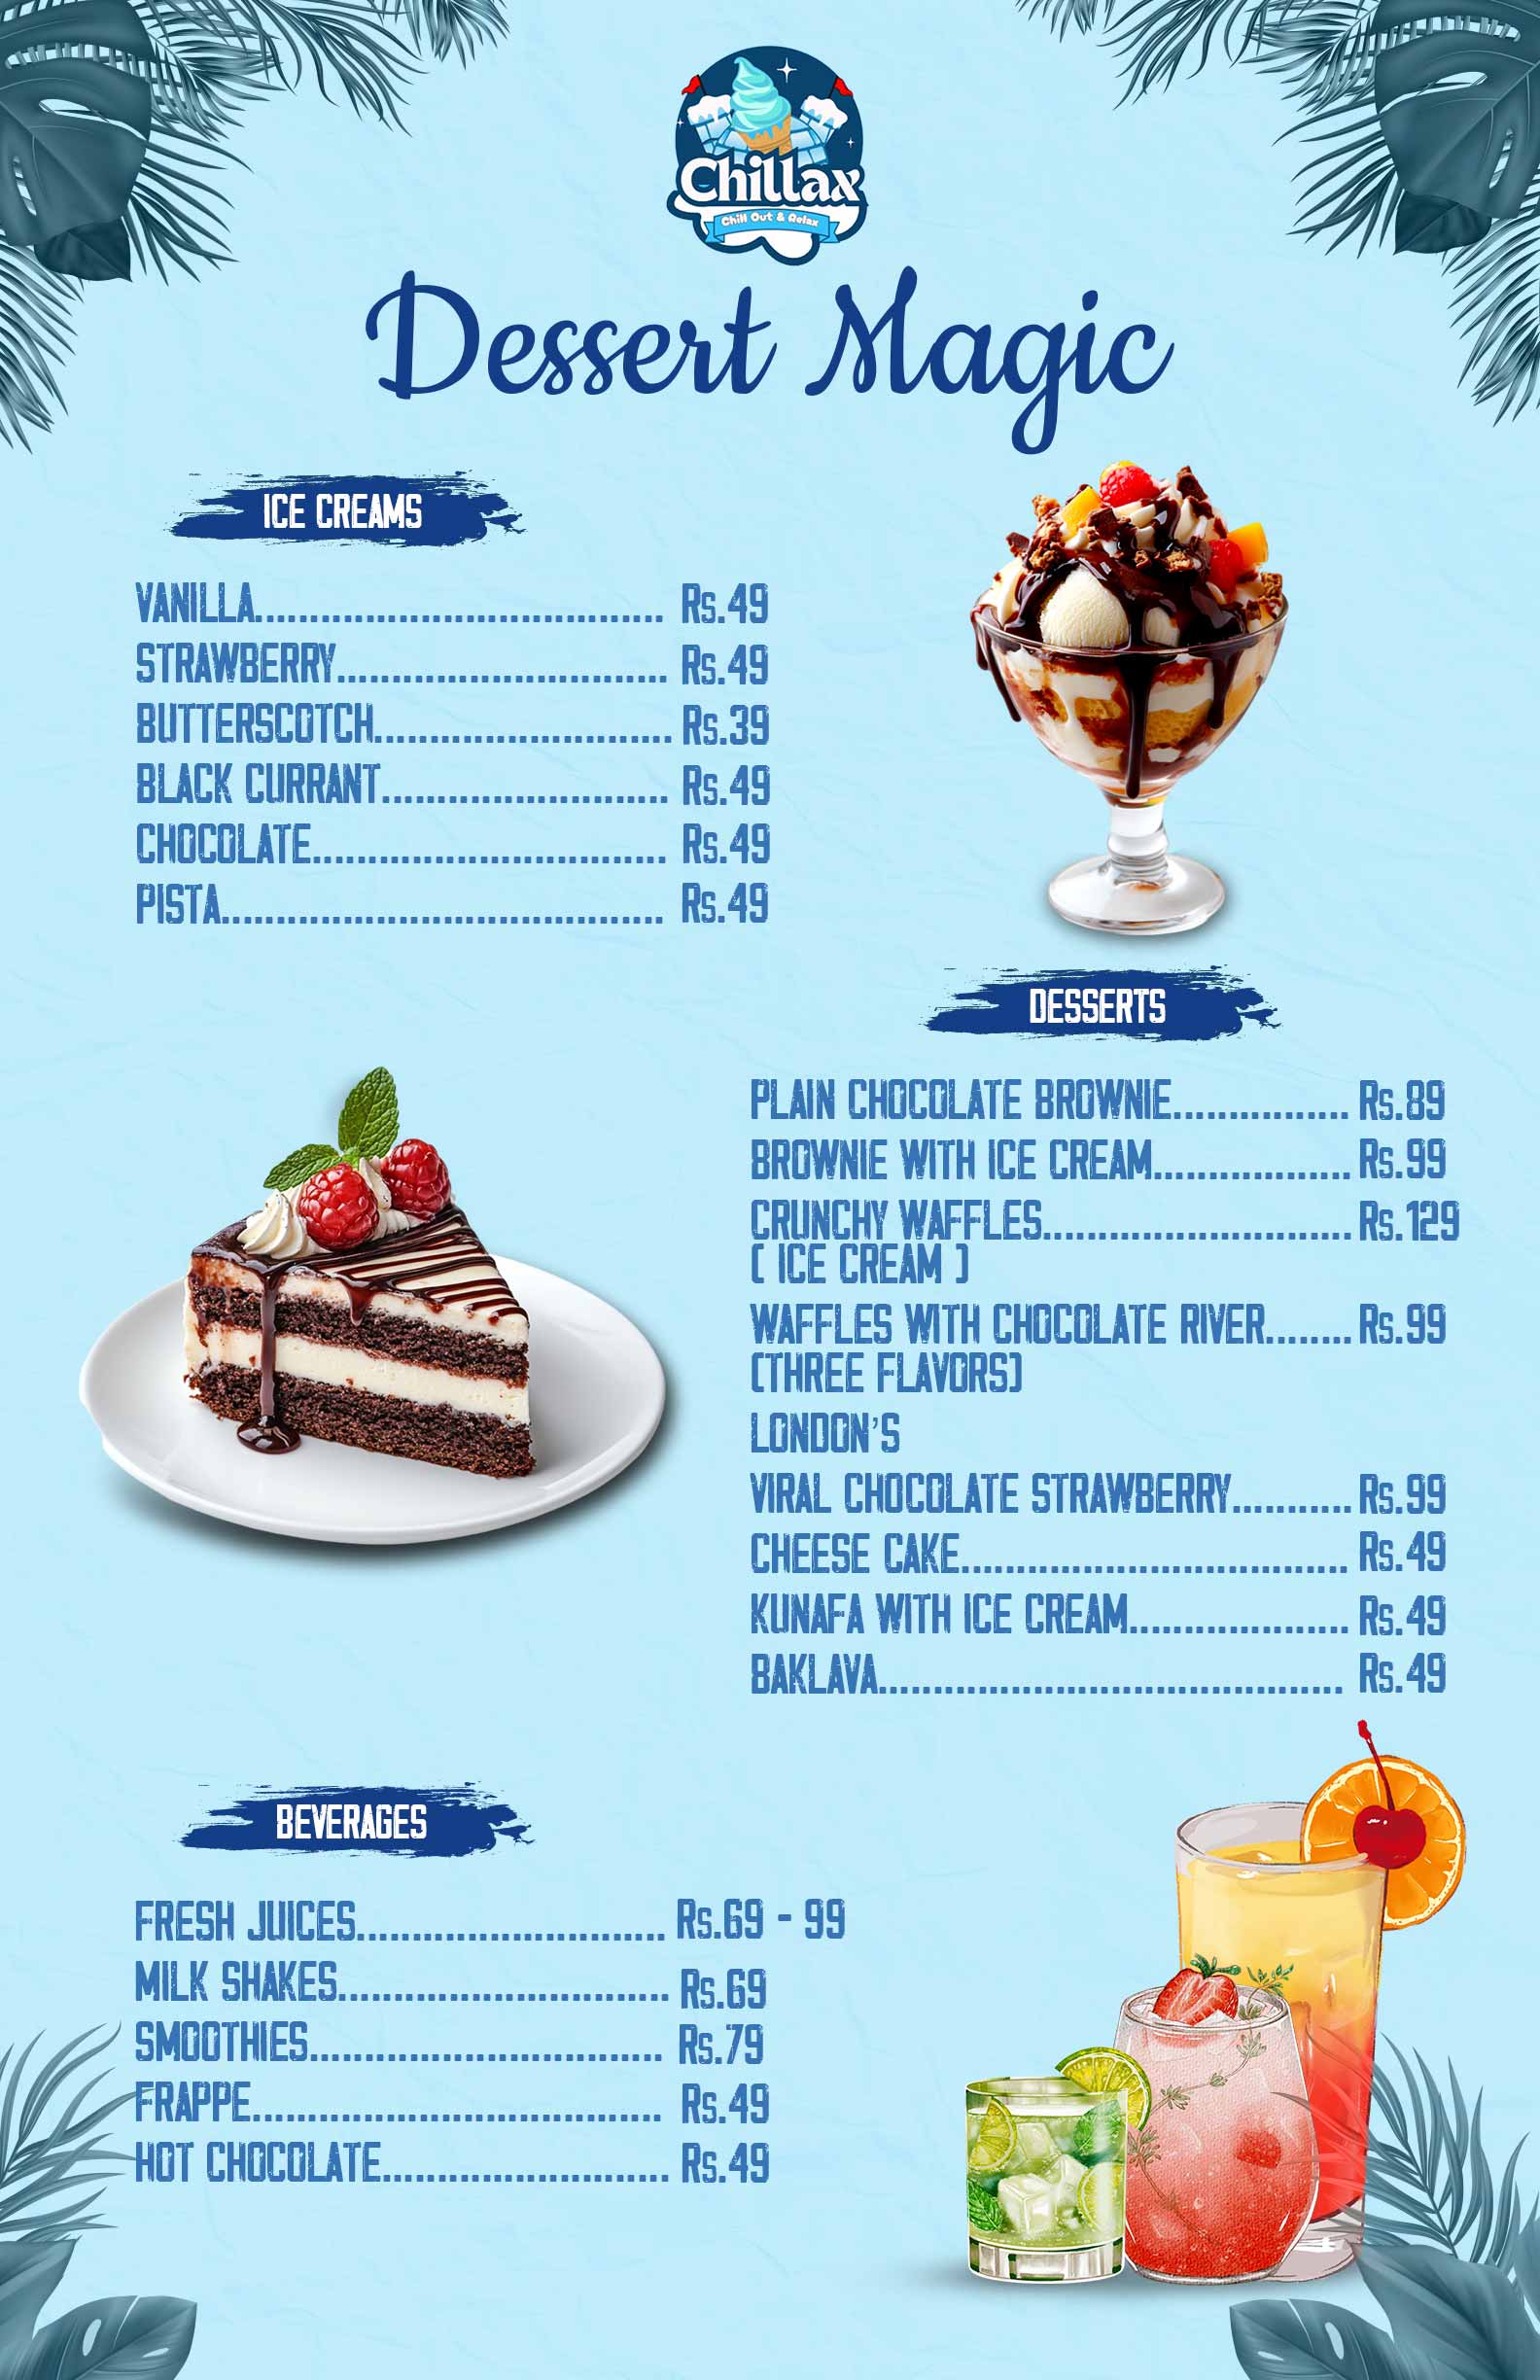 Chillax
Chill Out & Relax
Dessert Magic
ICE CREAMS
VANILLA.................................... Rs.49
STRAWBERRY.............................. Rs.49
BUTTERSCOTCH........................... Rs.39
BLACK CURRANT.......................... Rs.49
CHOCOLATE................................ Rs.49
PISTA........................................ Rs.49
DESSERTS
PLAIN CHOCOLATE BROWNIE................ Rs.89
BROWNIE WITH ICE CREAM.................. Rs.99
CRUNCHY WAFFLES............................ Rs.129
( ICE CREAM )
WAFFLES WITH CHOCOLATE RIVER........ Rs.99
(THREE FLAVORS)
LONDON'S
VIRAL CHOCOLATE STRAWBERRY........... Rs.99
CHEESE CAKE................................... Rs.49
KUNAFA WITH ICE CREAM.................... Rs.49
BAKLAVA.......................................... Rs.49
BEVERAGES
FRESH JUICES............................ Rs.69 - 99
MILK SHAKES.............................. Rs.69
SMOOTHIES................................ Rs.79
FRAPPE..................................... Rs.49
HOT CHOCOLATE.......................... Rs.49